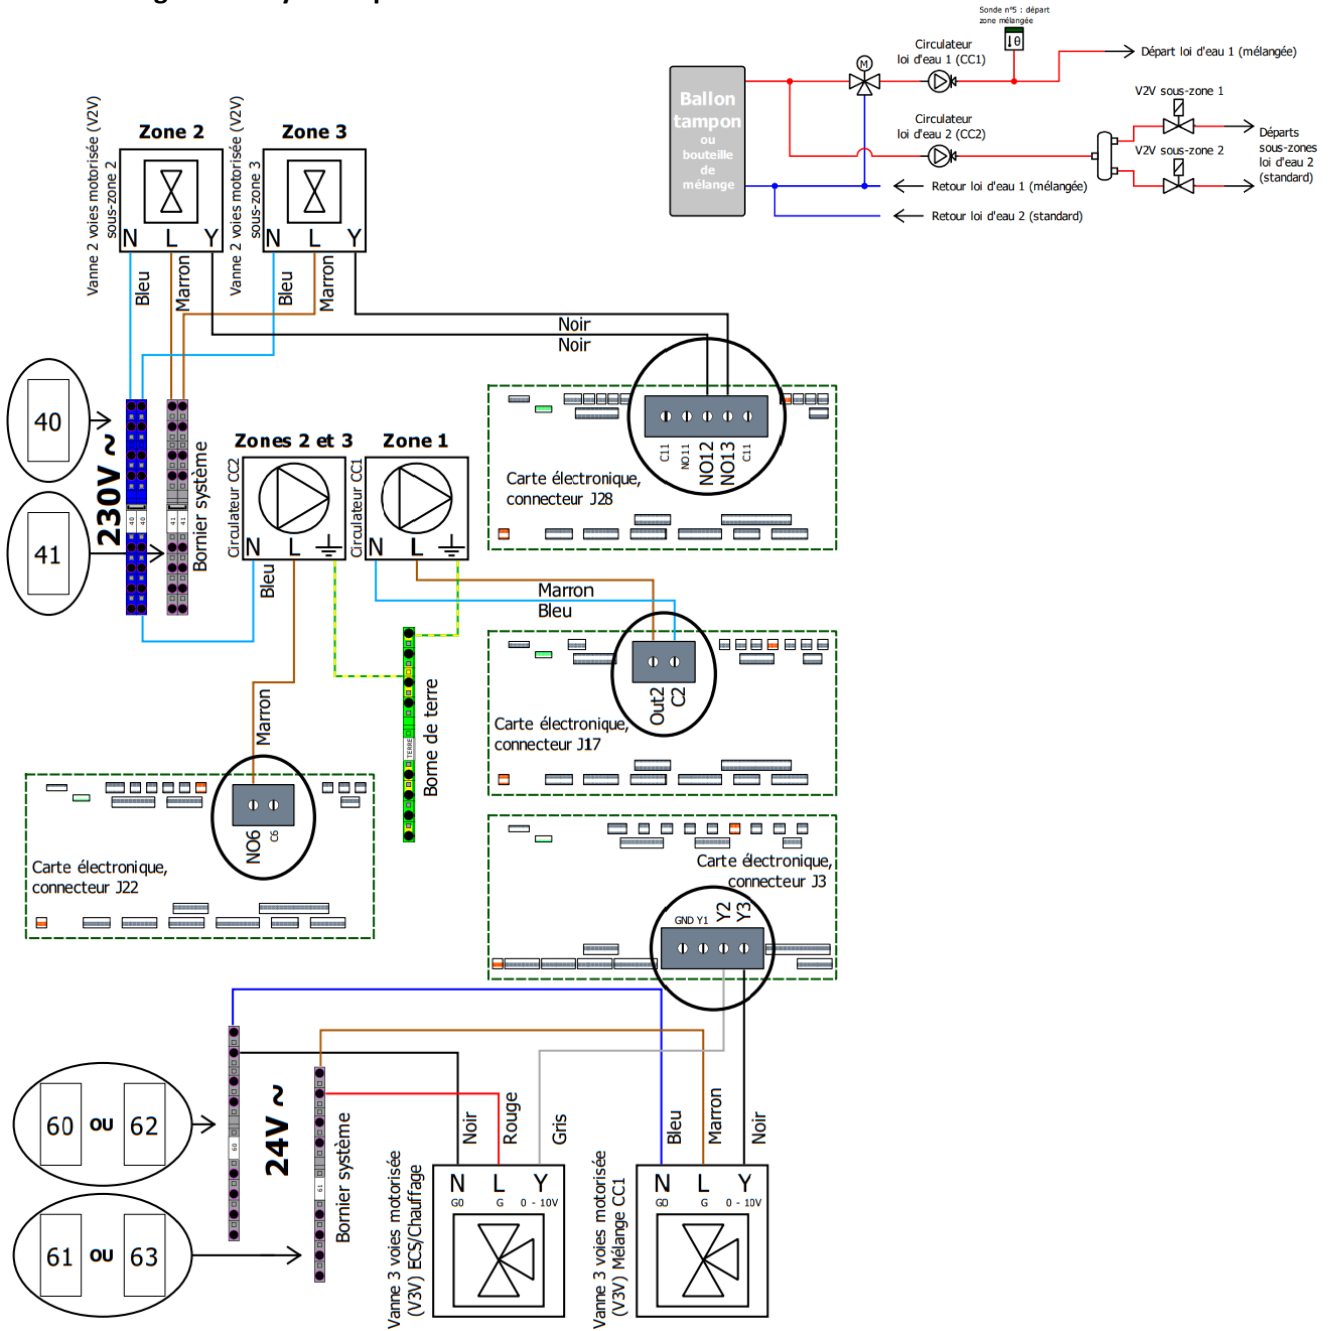 Sonde n°5 : départ
zone mélangée
Circulateur
loi d'eau 1 (CC1)
Départ loi d'eau 1 (mélangée)
M
Ballon
tampon
ou
bouteille
de
mélange
Circulateur
loi d'eau 2 (CC2)
V2V sous-zone 1
V2V sous-zone 2
Départs
sous-zones
loi d'eau 2
(standard)
Retour loi d'eau 1 (mélangée)
Retour loi d'eau 2 (standard)
Vanne 2 voies motorisée (V2V)
sous-zone 2
Zone 2
N L Y
Vanne 2 voies motorisée (V2V)
sous-zone 3
Zone 3
N L Y
Bleu
Marron
Bleu
Marron
Noir
Noir
40
41
230V ~
40 40 41 41
Bornier système
Zones 2 et 3
Circulateur CC2
N L
Zone 1
Circulateur CC1
N L
Bleu
Marron
Bleu
C11
NO11
NO12
NO13
C11
Carte électronique,
connecteur J28
Out2
C2
Carte électronique,
connecteur J17
Marron
TERRE
Borne de terre
NO6
C6
Carte électronique,
connecteur J22
Carte électronique,
connecteur J3
GND Y1 Y2 Y3
60 OU 62
61 OU 63
60
61
24V ~
Bornier système
Noir
Rouge
Gris
Bleu
Marron
Noir
Vanne 3 voies motorisée
(V3V) ECS/Chauffage
N L Y
G0 G 0 - 10V
Vanne 3 voies motorisée
(V3V) Mélange CC1
N L Y
G0 G 0 - 10V